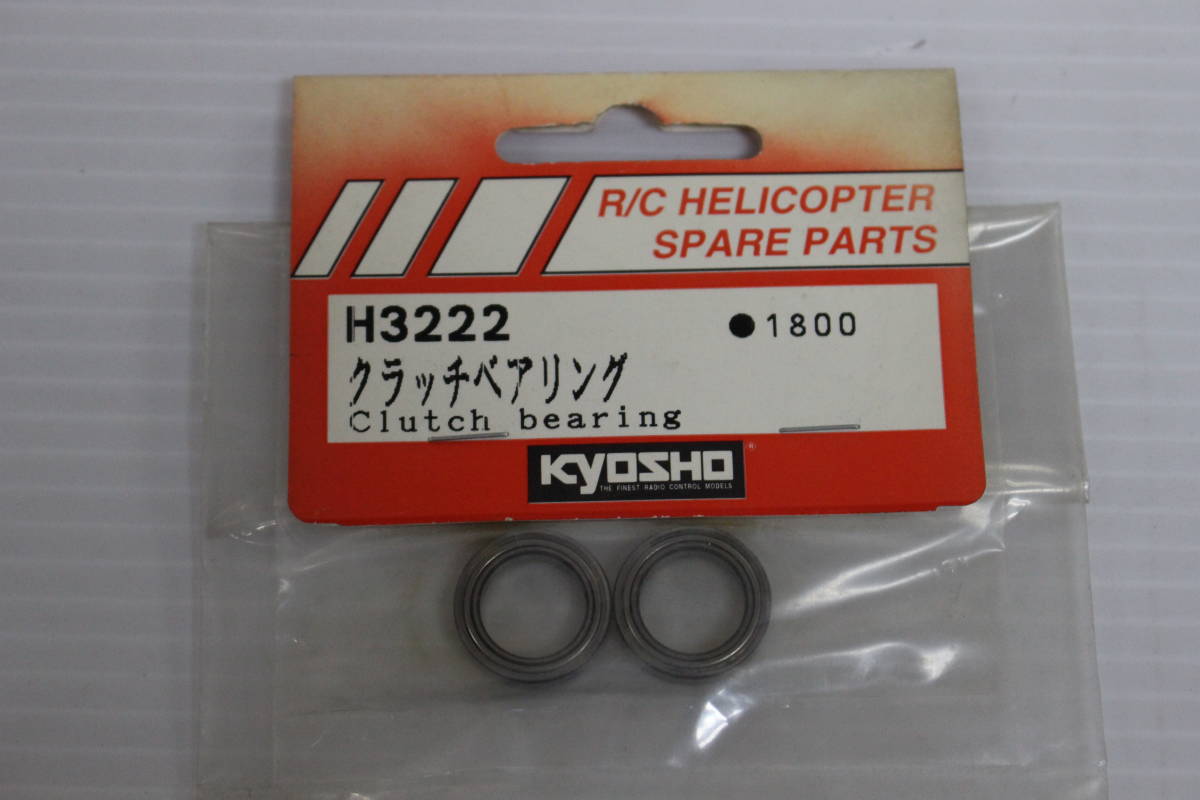 R/C HELICOPTER
SPARE PARTS
H3222 ●1800
クラッチベアリング
Clutch bearing
KYOSHO ®
THE FINEST RADIO CONTROL MODELS